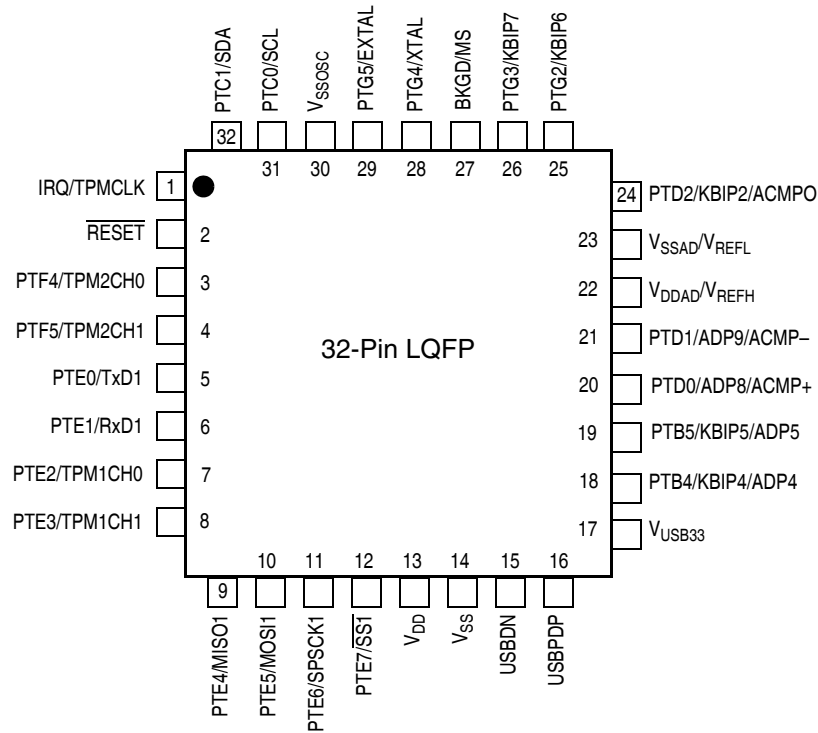 PTC1/SDA
PTC0/SCL
VSSOSC
PTG5/EXTAL
PTG4/XTAL
BKGD/MS
PTG3/KBIP7
PTG2/KBIP6
32
31
30
29
28
27
26
25
IRQ/TPMCLK
1
RESET
2
PTF4/TPM2CH0
3
PTF5/TPM2CH1
4
PTE0/TxD1
5
PTE1/RxD1
6
PTE2/TPM1CH0
7
PTE3/TPM1CH1
8
32-Pin LQFP
24
PTD2/KBIP2/ACMPO
23
VSSAD/VREFL
22
VDDAD/VREFH
21
PTD1/ADP9/ACMP–
20
PTD0/ADP8/ACMP+
19
PTB5/KBIP5/ADP5
18
PTB4/KBIP4/ADP4
17
VUSB33
9
10
11
12
13
14
15
16
PTE4/MISO1
PTE5/MOSI1
PTE6/SPSCK1
PTE7/SS1
VDD
VSS
USBDN
USBPDP